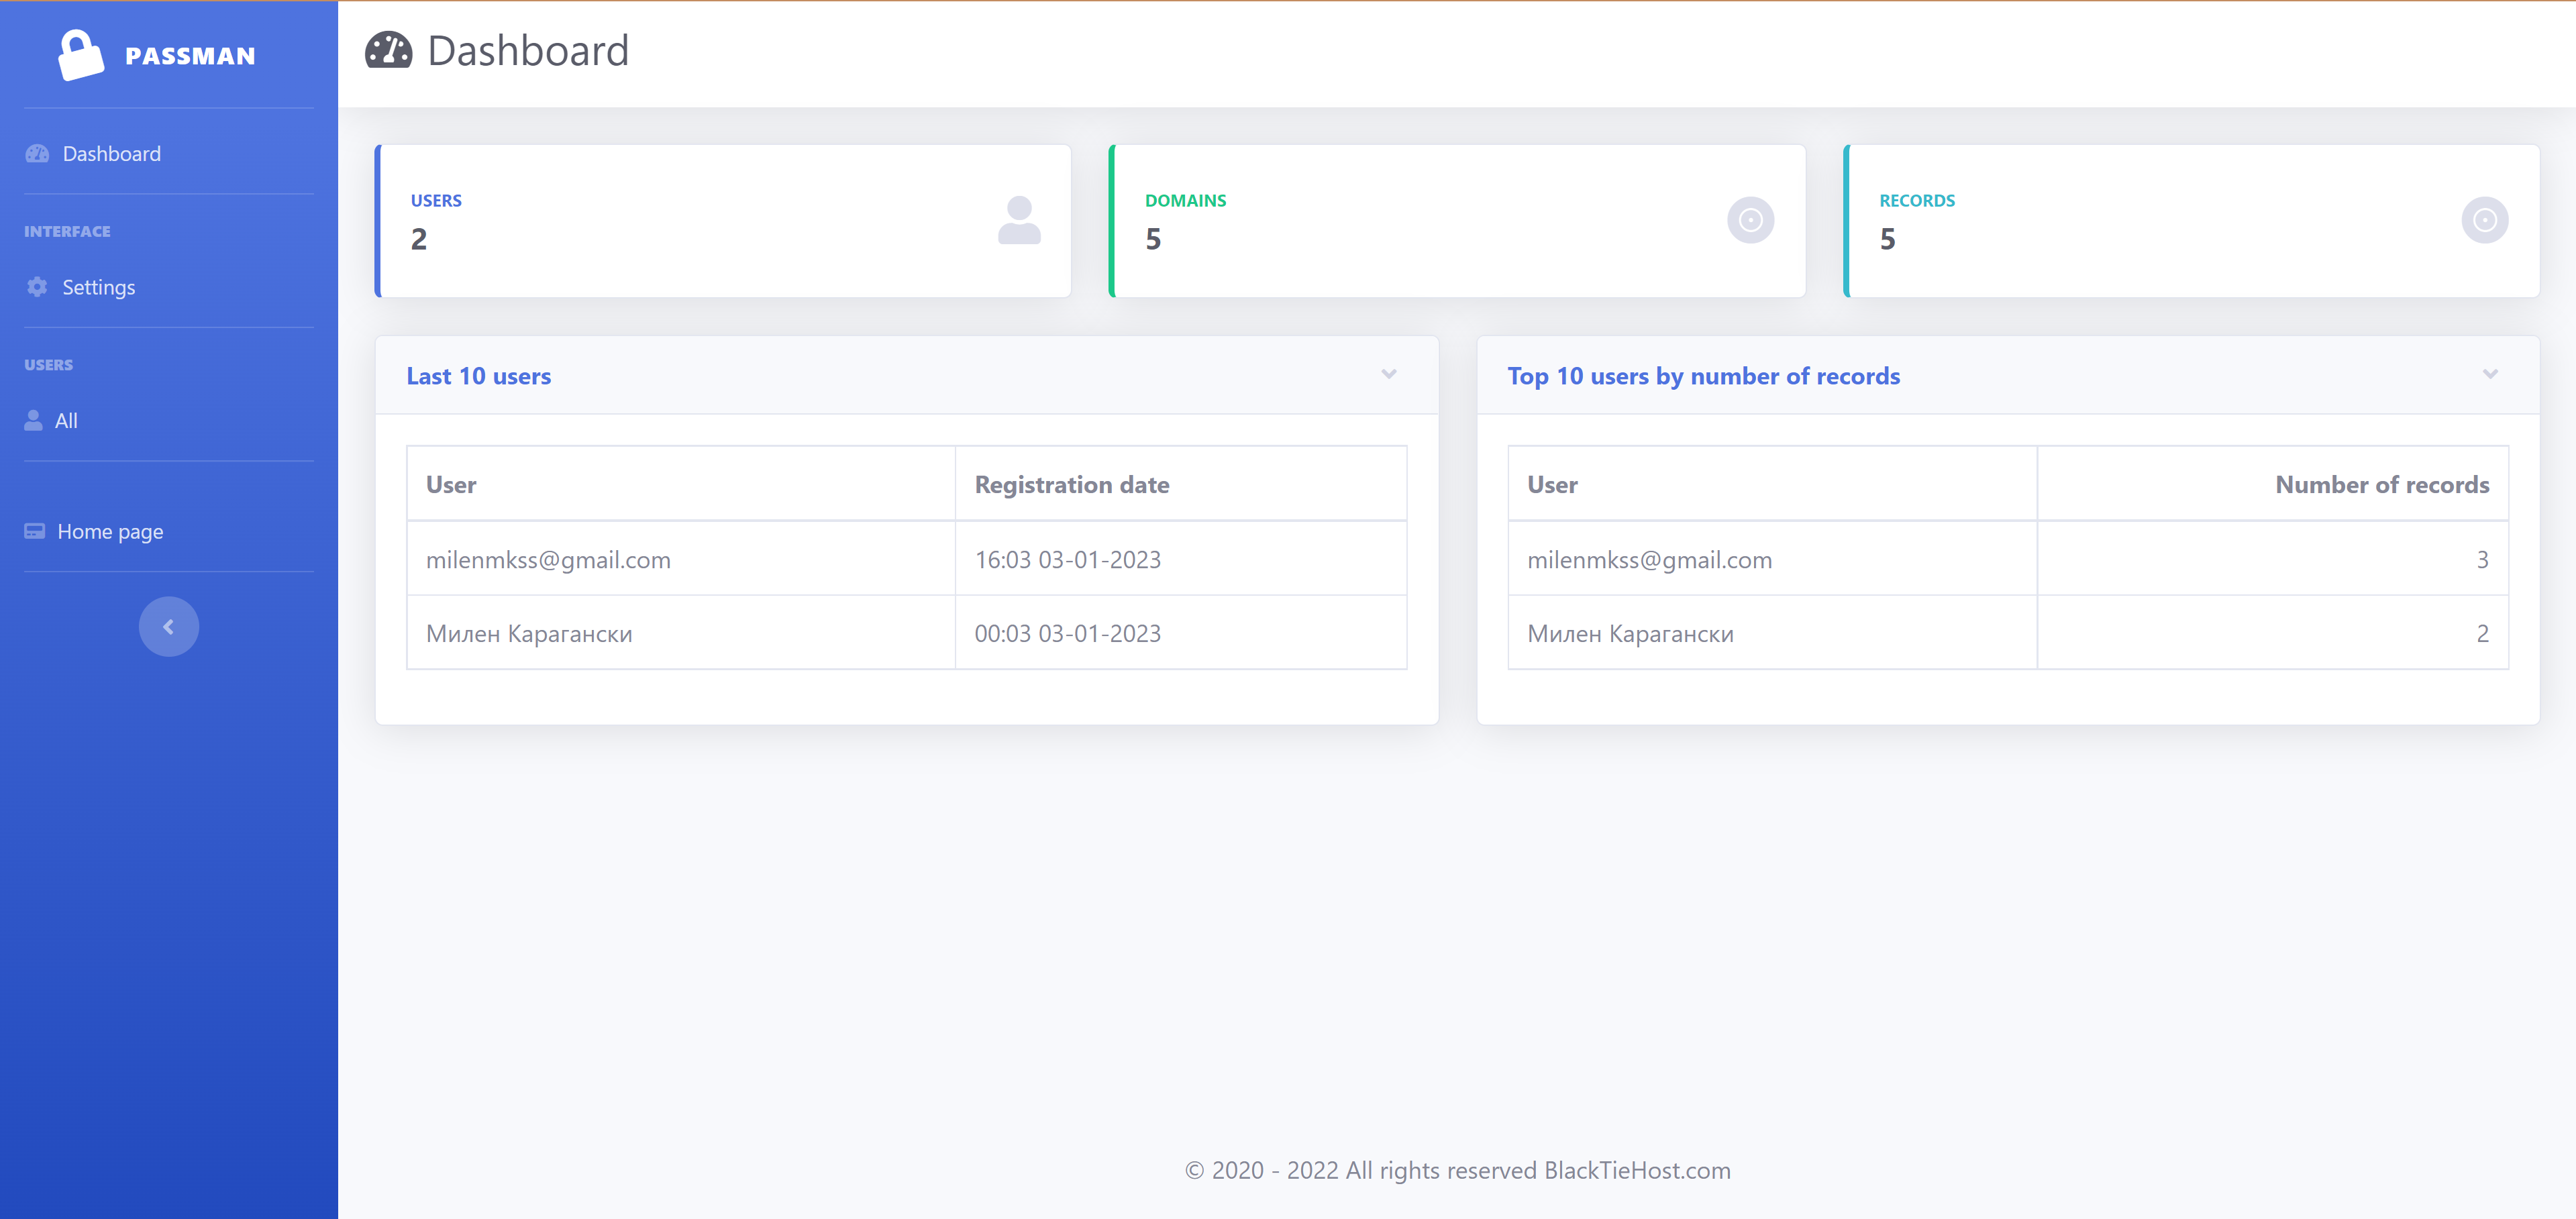 PASSMAN
Dashboard
INTERFACE
Settings
USERS
All
Home page
Dashboard
USERS
2
DOMAINS
5
RECORDS
5
Last 10 users
User Registration date
milenmkss@gmail.com 16:03 03-01-2023
Милен Карагански 00:03 03-01-2023
Top 10 users by number of records
User Number of records
milenmkss@gmail.com 3
Милен Карагански 2
© 2020 - 2022 All rights reserved BlackTieHost.com